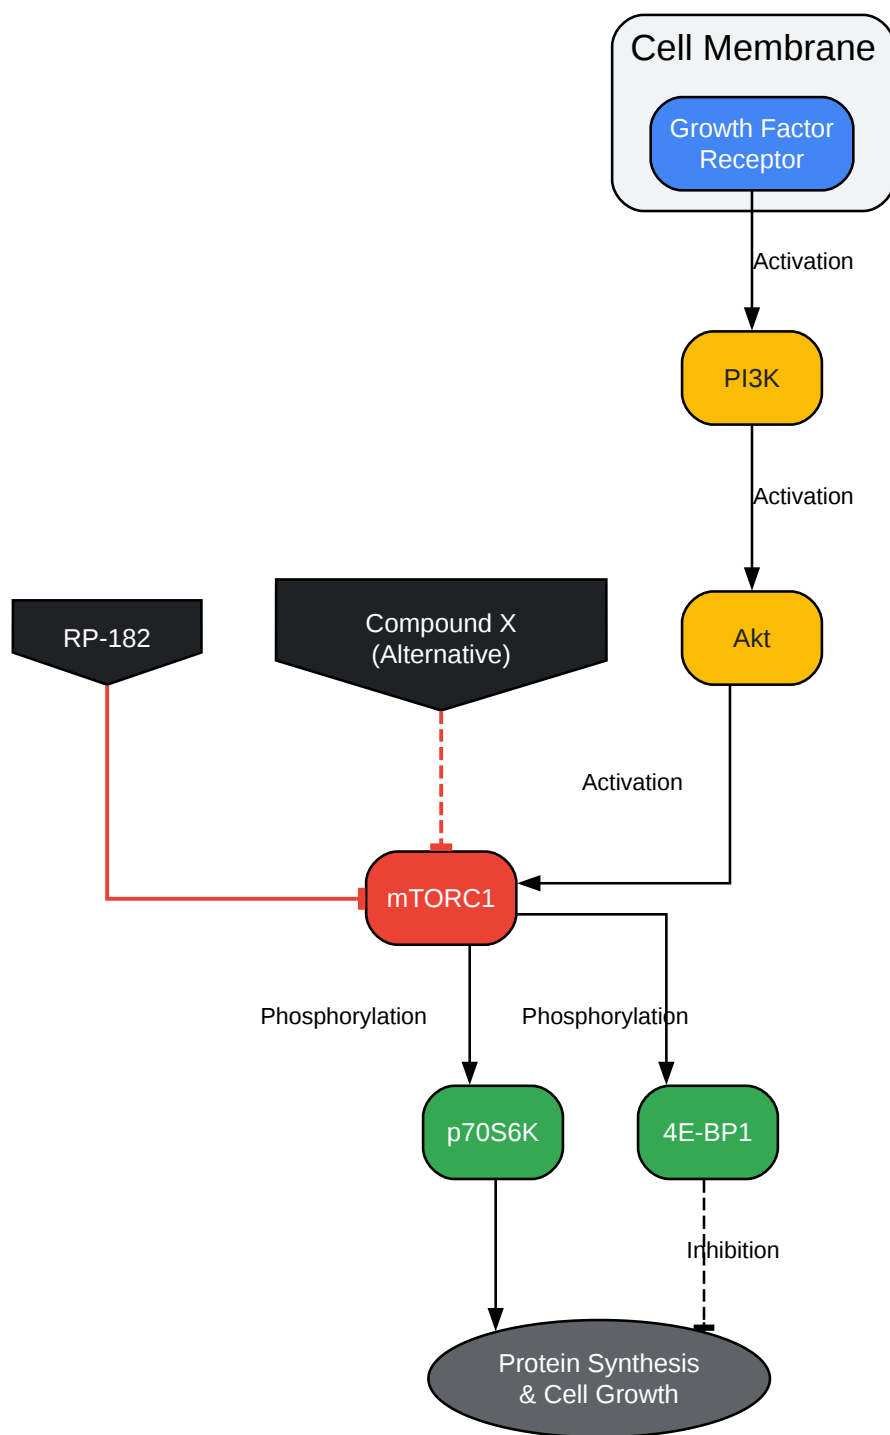 Cell Membrane
Growth Factor
Receptor
Activation
PI3K
Activation
Akt
RP-182
Compound X
(Alternative)
Activation
mTORC1
Phosphorylation
Phosphorylation
p70S6K
4E-BP1
Inhibition
Protein Synthesis
& Cell Growth